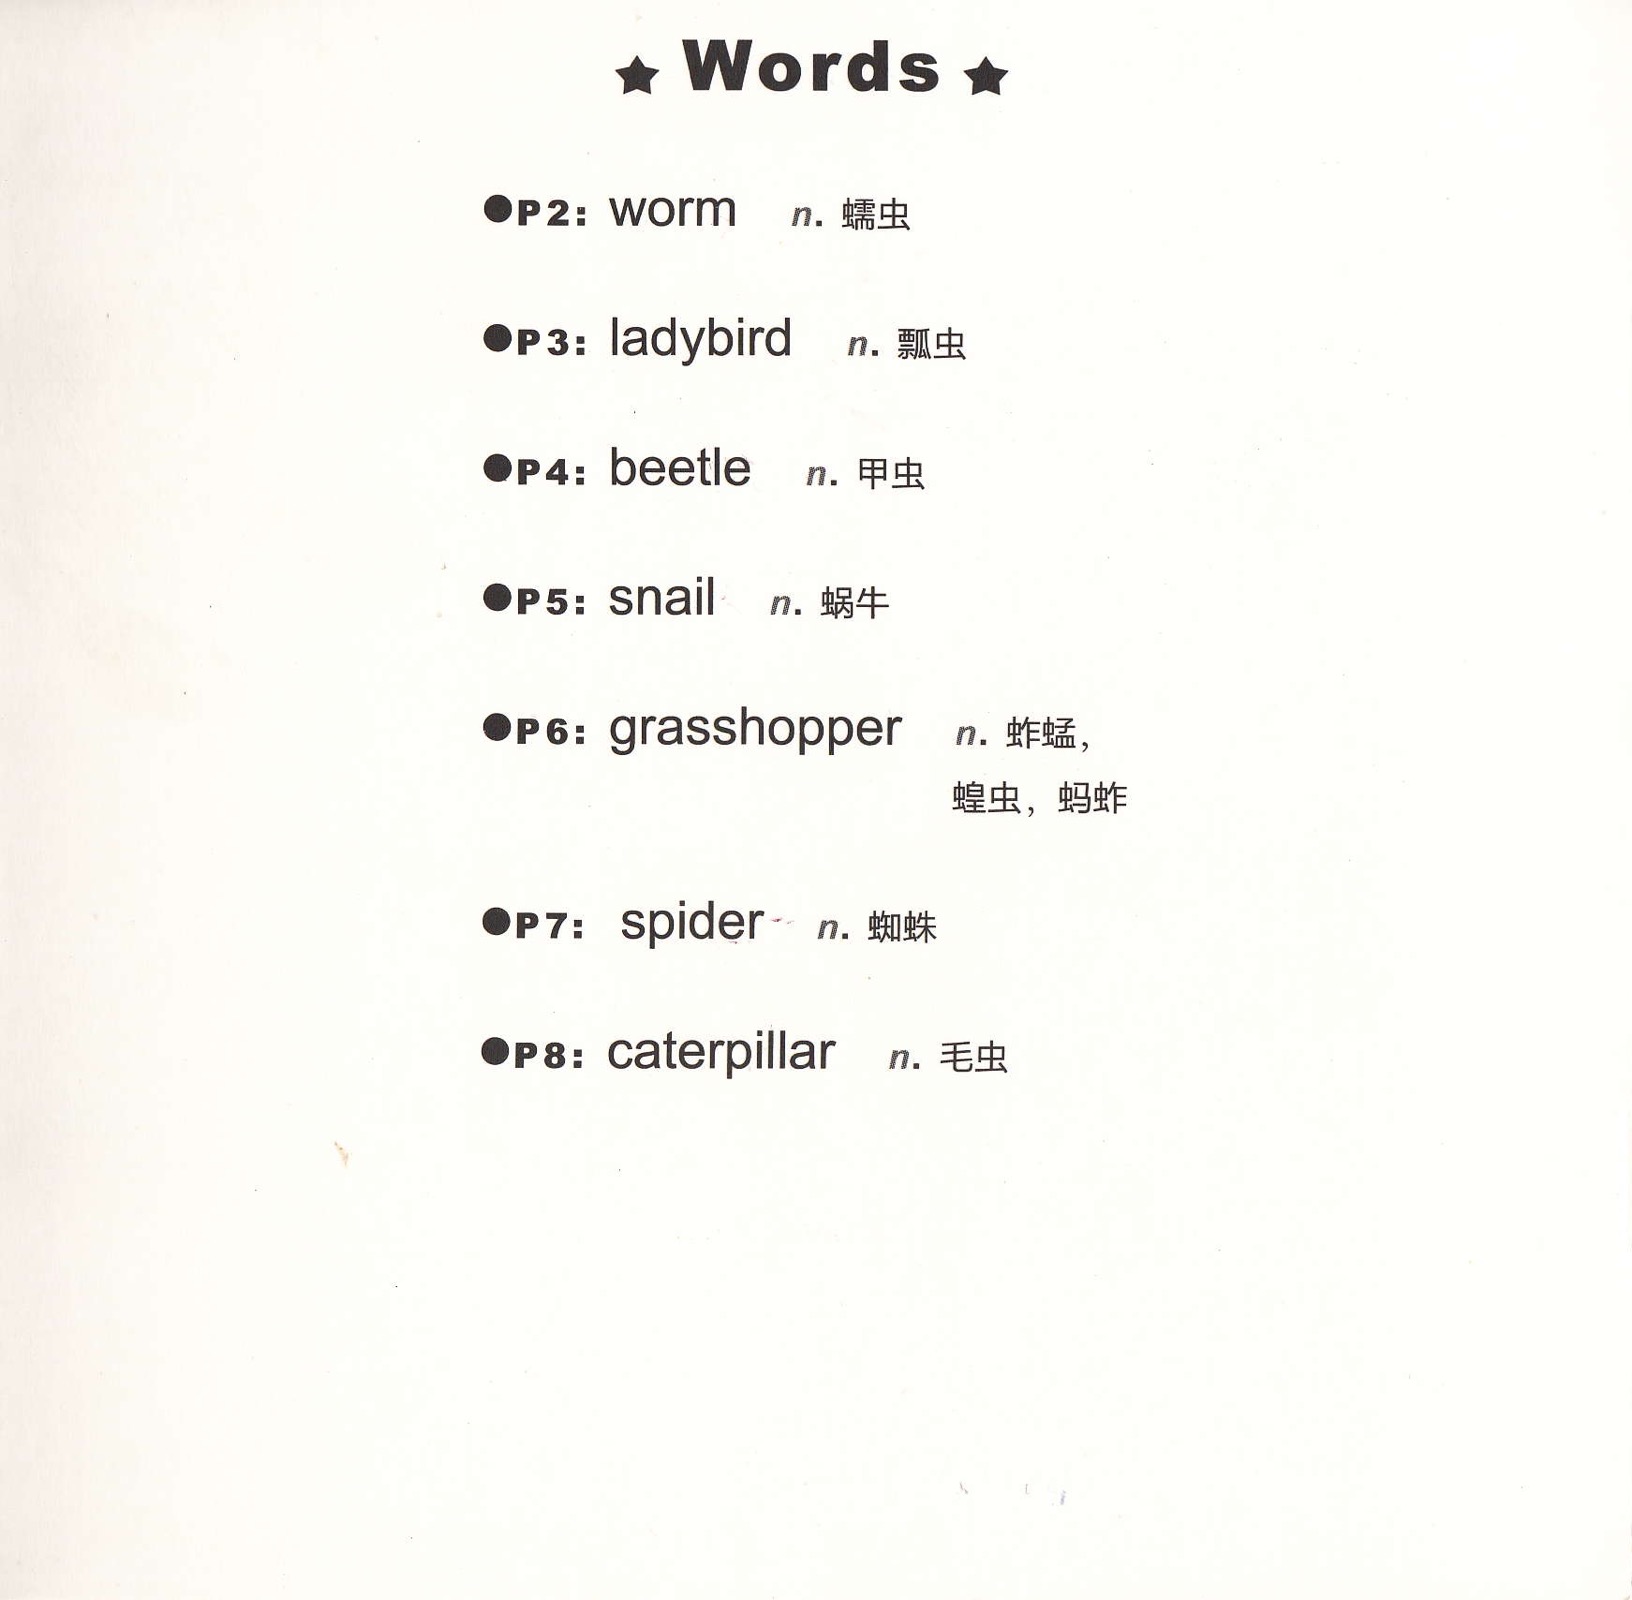 ★ Words ★
●P2: worm n. 蠕虫
●P3: ladybird n. 瓢虫
●P4: beetle n. 甲虫
●P5: snail n. 蜗牛
●P6: grasshopper n. 蚱蜢,
蝗虫, 蚂蚱
●P7: spider n. 蜘蛛
●P8: caterpillar n. 毛虫